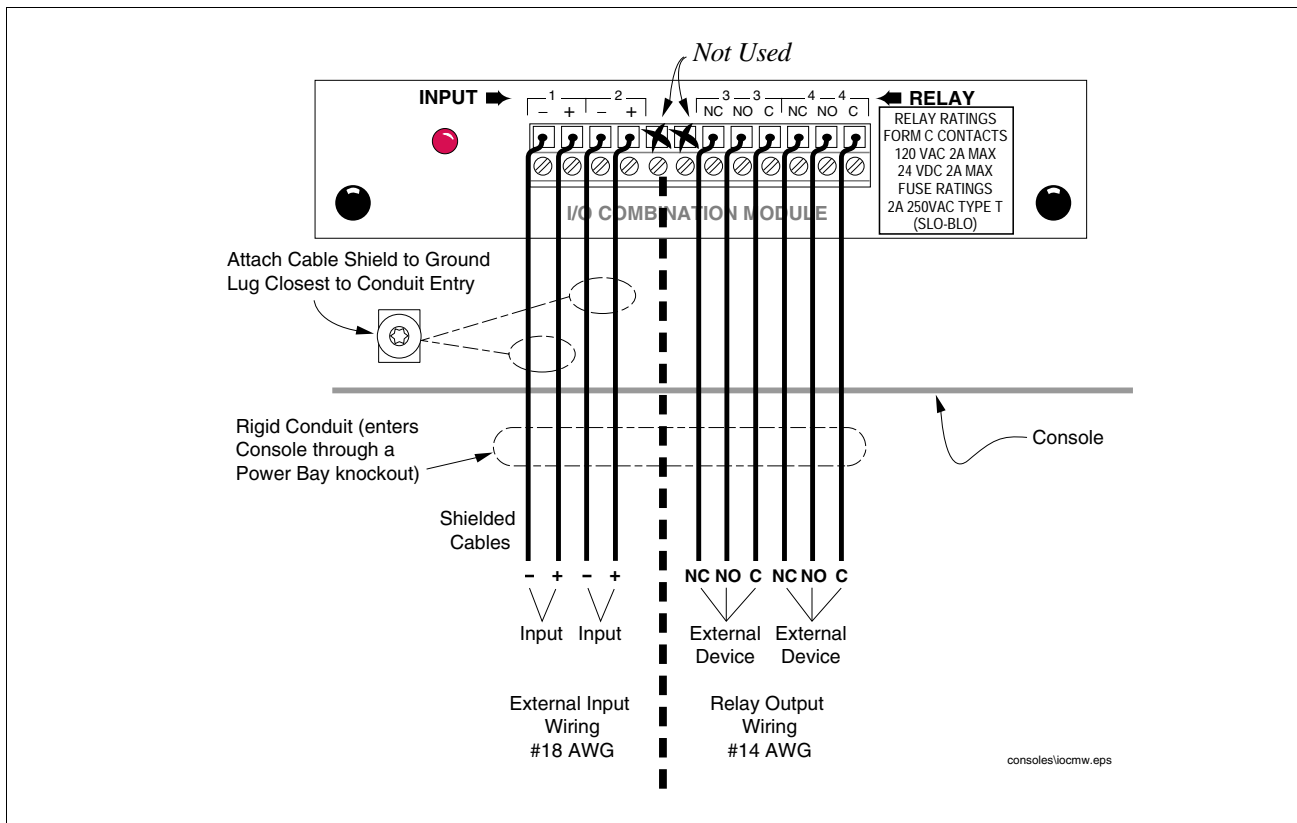 Not Used
INPUT
1 2
− + − +
3 3 4 4
NC NO C NC NO C
RELAY
RELAY RATINGS
FORM C CONTACTS
120 VAC 2A MAX
24 VDC 2A MAX
FUSE RATINGS
2A 250VAC TYPE T
(SLO-BLO)
I/O COMBINATION MODULE
Attach Cable Shield to Ground
Lug Closest to Conduit Entry
Rigid Conduit (enters
Console through a
Power Bay knockout)
Console
Shielded
Cables
− + − +
NC NO C NC NO C
Input Input
External
Device
External
Device
External Input
Wiring
#18 AWG
Relay Output
Wiring
#14 AWG
consoles\iocmw.eps